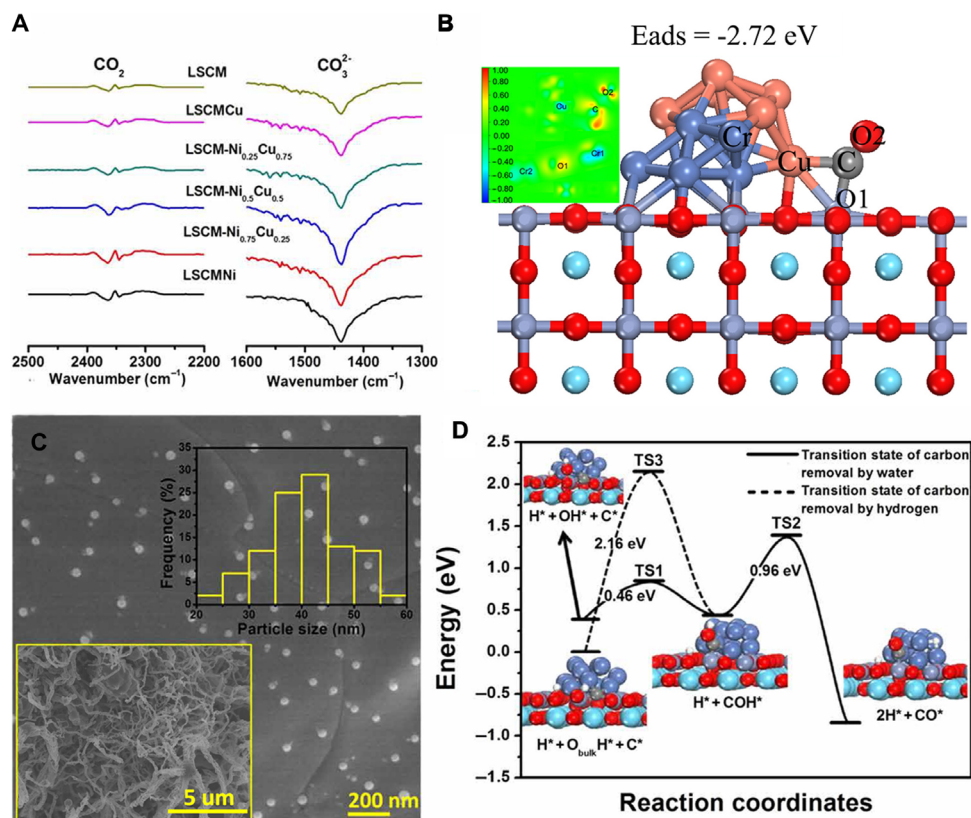 A
CO2
CO3 2-
LSCM
LSCMCu
LSCM-Ni0.25Cu0.75
LSCM-Ni0.5Cu0.5
LSCM-Ni0.75Cu0.25
LSCMNi
2500 2400 2300 2200 1600 1500 1400 1300
Wavenumber (cm−1) Wavenumber (cm−1)
B
Eads = -2.72 eV
1.00
0.80
0.60
0.40
0.20
0.00
−0.20
−0.40
−0.60
−0.80
−1.00
O2
Cu
C
O1
Cr1
Cr2
Cr
Cu
C
O2
O1
C
35
30
25
20
15
10
5
0
Frequency (%)
20 30 40 50 60
Particle size (nm)
5 um
200 nm
D
2.5
2.0
1.5
1.0
0.5
0.0
−0.5
−1.0
−1.5
Energy (eV)
TS3
Transition state of carbon
removal by water
Transition state of carbon
removal by hydrogen
H* + OH* + C*
2.16 eV
TS1
0.46 eV
TS2
0.96 eV
H* + ObulkH* + C*
H* + COH*
2H* + CO*
Reaction coordinates